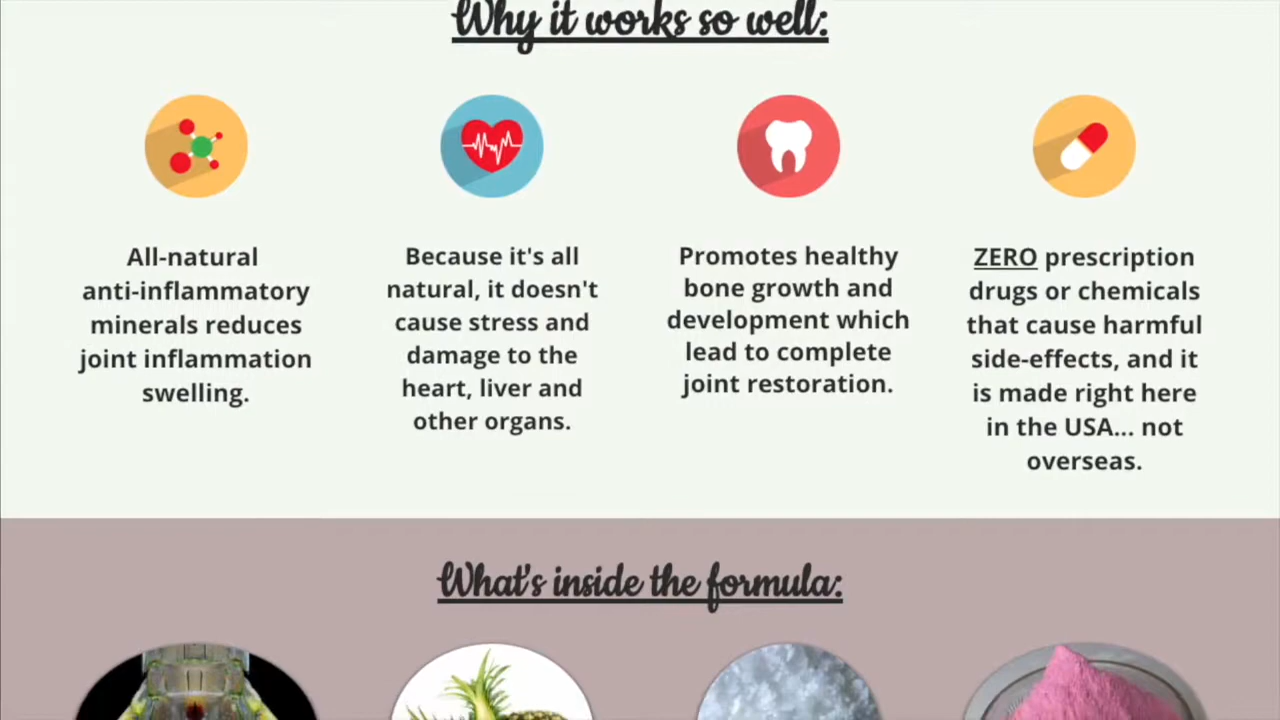 Why it works so well:
All-natural
anti-inflammatory
minerals reduces
joint inflammation
swelling.
Because it's all
natural, it doesn't
cause stress and
damage to the
heart, liver and
other organs.
Promotes healthy
bone growth and
development which
lead to complete
joint restoration.
ZERO prescription
drugs or chemicals
that cause harmful
side-effects, and it
is made right here
in the USA... not
overseas.
What's inside the formula: